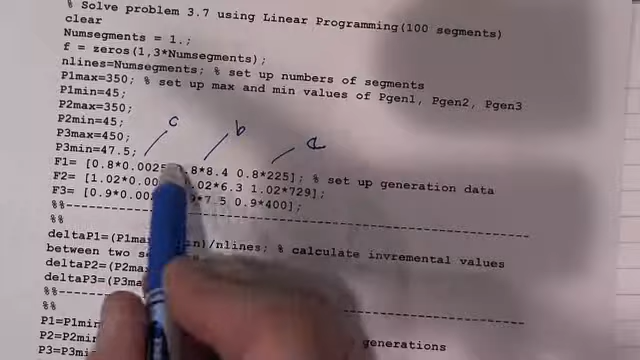 % Solve problem 3.7 using Linear Programming(100 segments)
clear
Numsegments = 1.;
f = zeros(1,3*Numsegments);
nlines=Numsegments; % set up numbers of segments
P1max=350; % set up max and min values of Pgen1, Pgen2, Pgen3
P1min=45;
P2max=350;
P2min=45;
P3max=450;
P3min=47.5;
c b a
F1= [0.8*0.0025 .8*8.4 0.8*225]; % set up generation data
F2= [1.02*0.00 .02*6.3 1.02*729];
F3= [0.9*0.00 9*7.5 0.9*400];
%%
%%
deltaP1=(P1max in)/nlines; % calculate invremental values
between two s
deltaP2=(P2ma
deltaP3=(P3ma
%%
%%
P1=P1min generations
P2=P2min
P3=P3mi